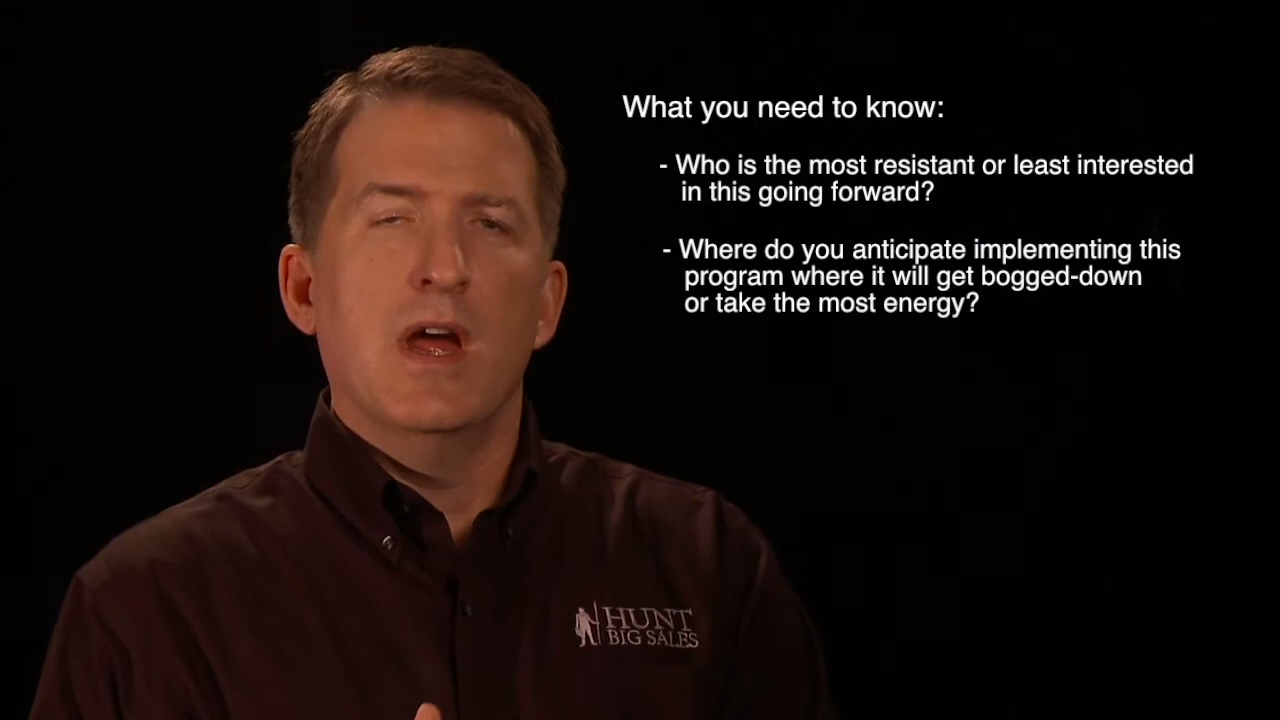 What you need to know:
- Who is the most resistant or least interested
in this going forward?
- Where do you anticipate implementing this
program where it will get bogged-down
or take the most energy?
HUNT
BIG SALES